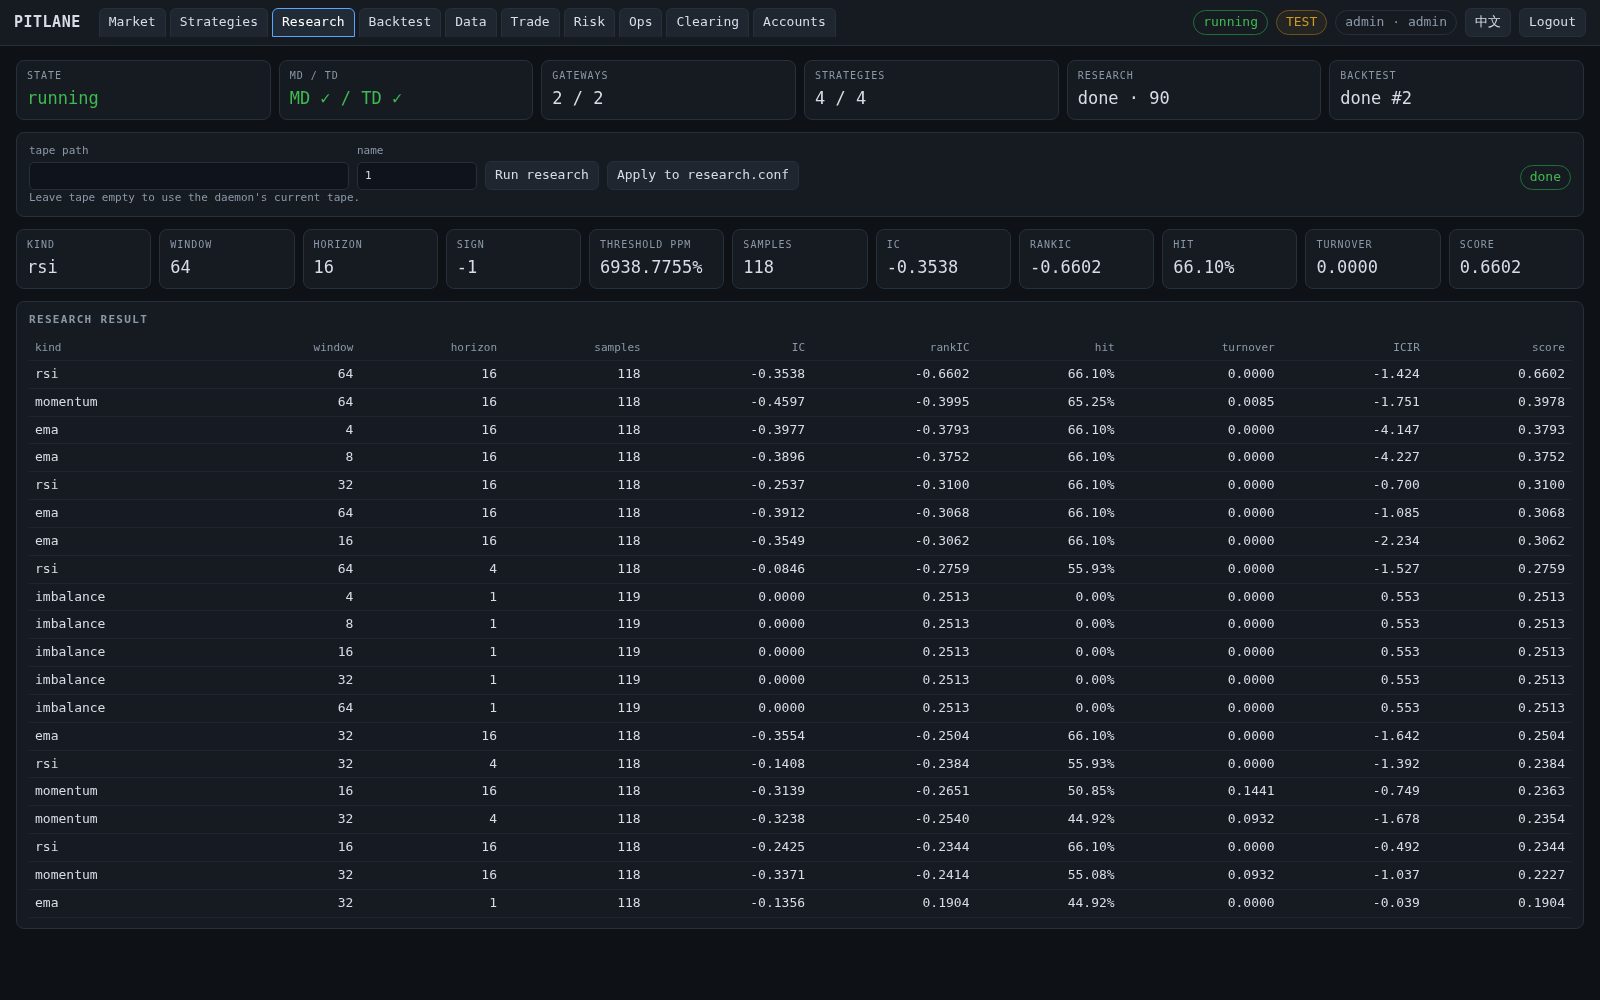 PITLANE Market Strategies Research Backtest Data Trade Risk Ops Clearing Accounts running TEST admin · admin 中文 Logout
STATE MD / TD GATEWAYS STRATEGIES RESEARCH BACKTEST
running MD ✓ / TD ✓ 2 / 2 4 / 4 done · 90 done #2
tape path name
1 Run research Apply to research.conf done
Leave tape empty to use the daemon's current tape.
KIND WINDOW HORIZON SIGN THRESHOLD PPM SAMPLES IC RANKIC HIT TURNOVER SCORE
rsi 64 16 -1 6938.7755% 118 -0.3538 -0.6602 66.10% 0.0000 0.6602
RESEARCH RESULT
kind window horizon samples IC rankIC hit turnover ICIR score
rsi 64 16 118 -0.3538 -0.6602 66.10% 0.0000 -1.424 0.6602
momentum 64 16 118 -0.4597 -0.3995 65.25% 0.0085 -1.751 0.3978
ema 4 16 118 -0.3977 -0.3793 66.10% 0.0000 -4.147 0.3793
ema 8 16 118 -0.3896 -0.3752 66.10% 0.0000 -4.227 0.3752
rsi 32 16 118 -0.2537 -0.3100 66.10% 0.0000 -0.700 0.3100
ema 64 16 118 -0.3912 -0.3068 66.10% 0.0000 -1.085 0.3068
ema 16 16 118 -0.3549 -0.3062 66.10% 0.0000 -2.234 0.3062
rsi 64 4 118 -0.0846 -0.2759 55.93% 0.0000 -1.527 0.2759
imbalance 4 1 119 0.0000 0.2513 0.00% 0.0000 0.553 0.2513
imbalance 8 1 119 0.0000 0.2513 0.00% 0.0000 0.553 0.2513
imbalance 16 1 119 0.0000 0.2513 0.00% 0.0000 0.553 0.2513
imbalance 32 1 119 0.0000 0.2513 0.00% 0.0000 0.553 0.2513
imbalance 64 1 119 0.0000 0.2513 0.00% 0.0000 0.553 0.2513
ema 32 16 118 -0.3554 -0.2504 66.10% 0.0000 -1.642 0.2504
rsi 32 4 118 -0.1408 -0.2384 55.93% 0.0000 -1.392 0.2384
momentum 16 16 118 -0.3139 -0.2651 50.85% 0.1441 -0.749 0.2363
momentum 32 4 118 -0.3238 -0.2540 44.92% 0.0932 -1.678 0.2354
rsi 16 16 118 -0.2425 -0.2344 66.10% 0.0000 -0.492 0.2344
momentum 32 16 118 -0.3371 -0.2414 55.08% 0.0932 -1.037 0.2227
ema 32 1 118 -0.1356 0.1904 44.92% 0.0000 -0.039 0.1904